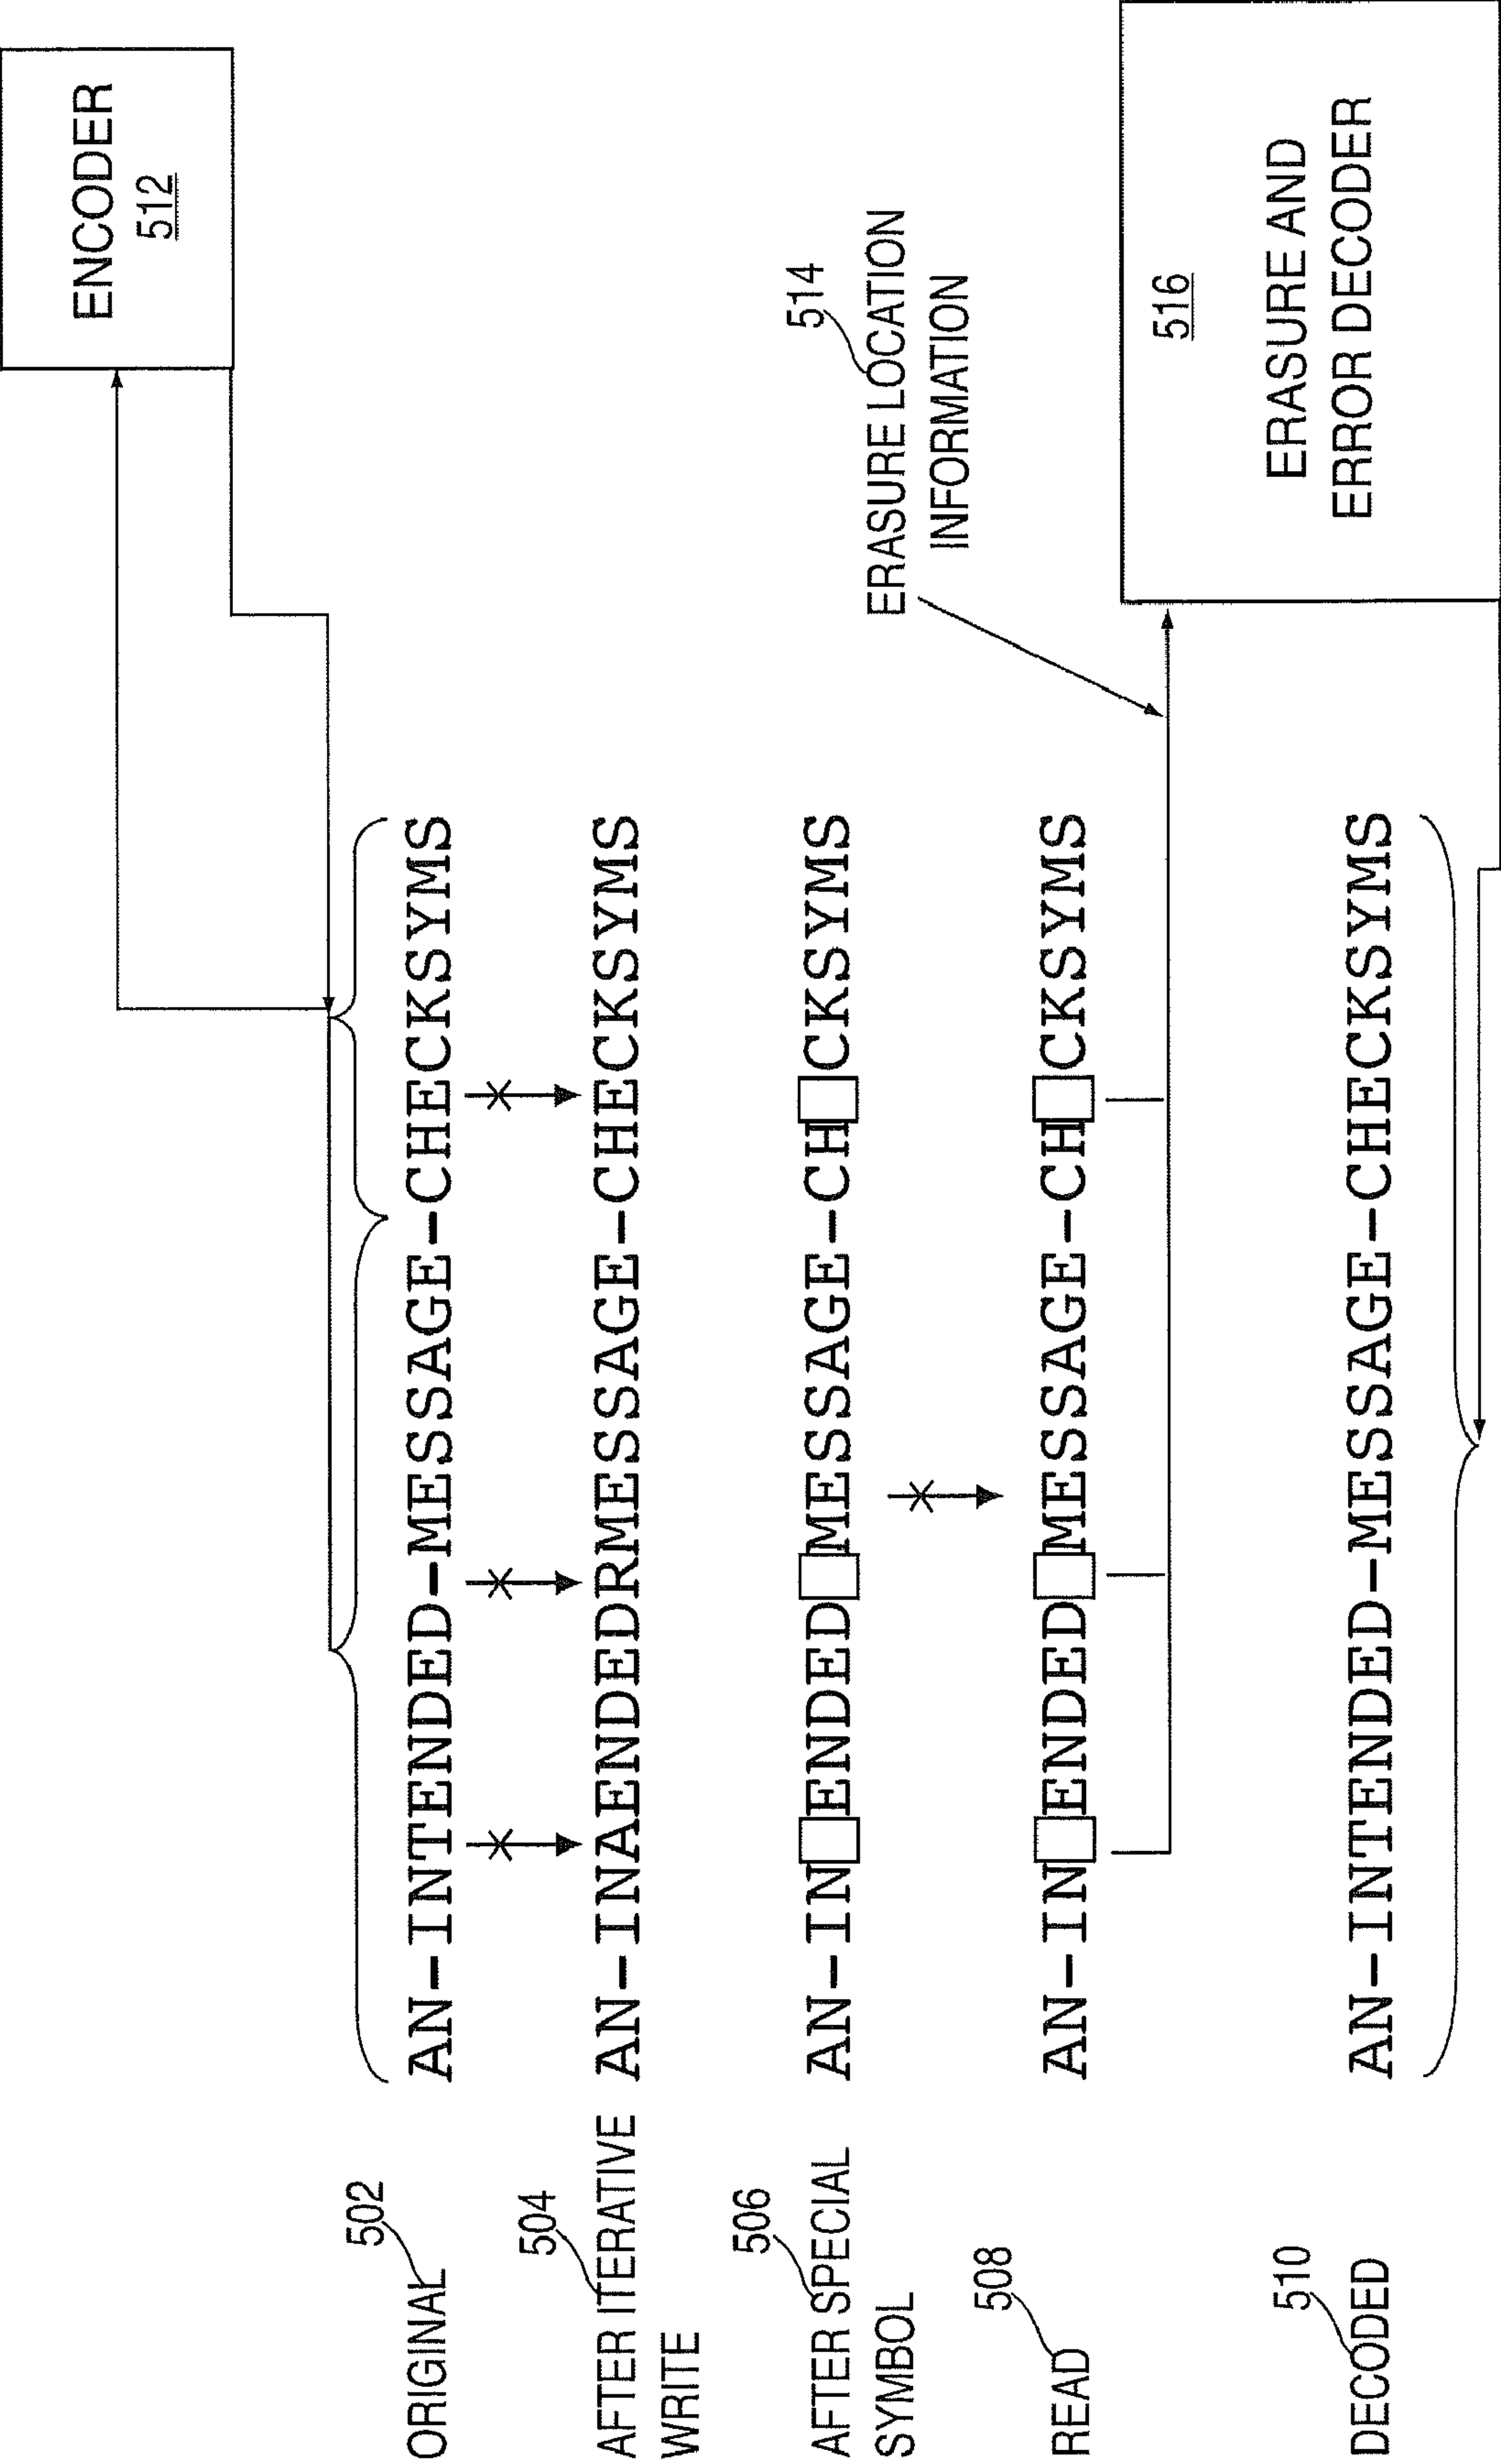 ENCODER
512
502
ORIGINAL AN-INTENDED-MESSAGE-CHECKSYMS
504
AFTER ITERATIVE AN-INAENDEDRMESSAGE-CHECKSYMS
WRITE
506
AFTER SPECIAL AN-IN□ENDED□MESSAGE-CH□CKSYMS
SYMBOL
514
ERASURE LOCATION
INFORMATION
508
READ AN-IN□ENDED□MESSAGE-CH□CKSYMS
516
ERASURE AND
ERROR DECODER
510
DECODED AN-INTENDED-MESSAGE-CHECKSYMS